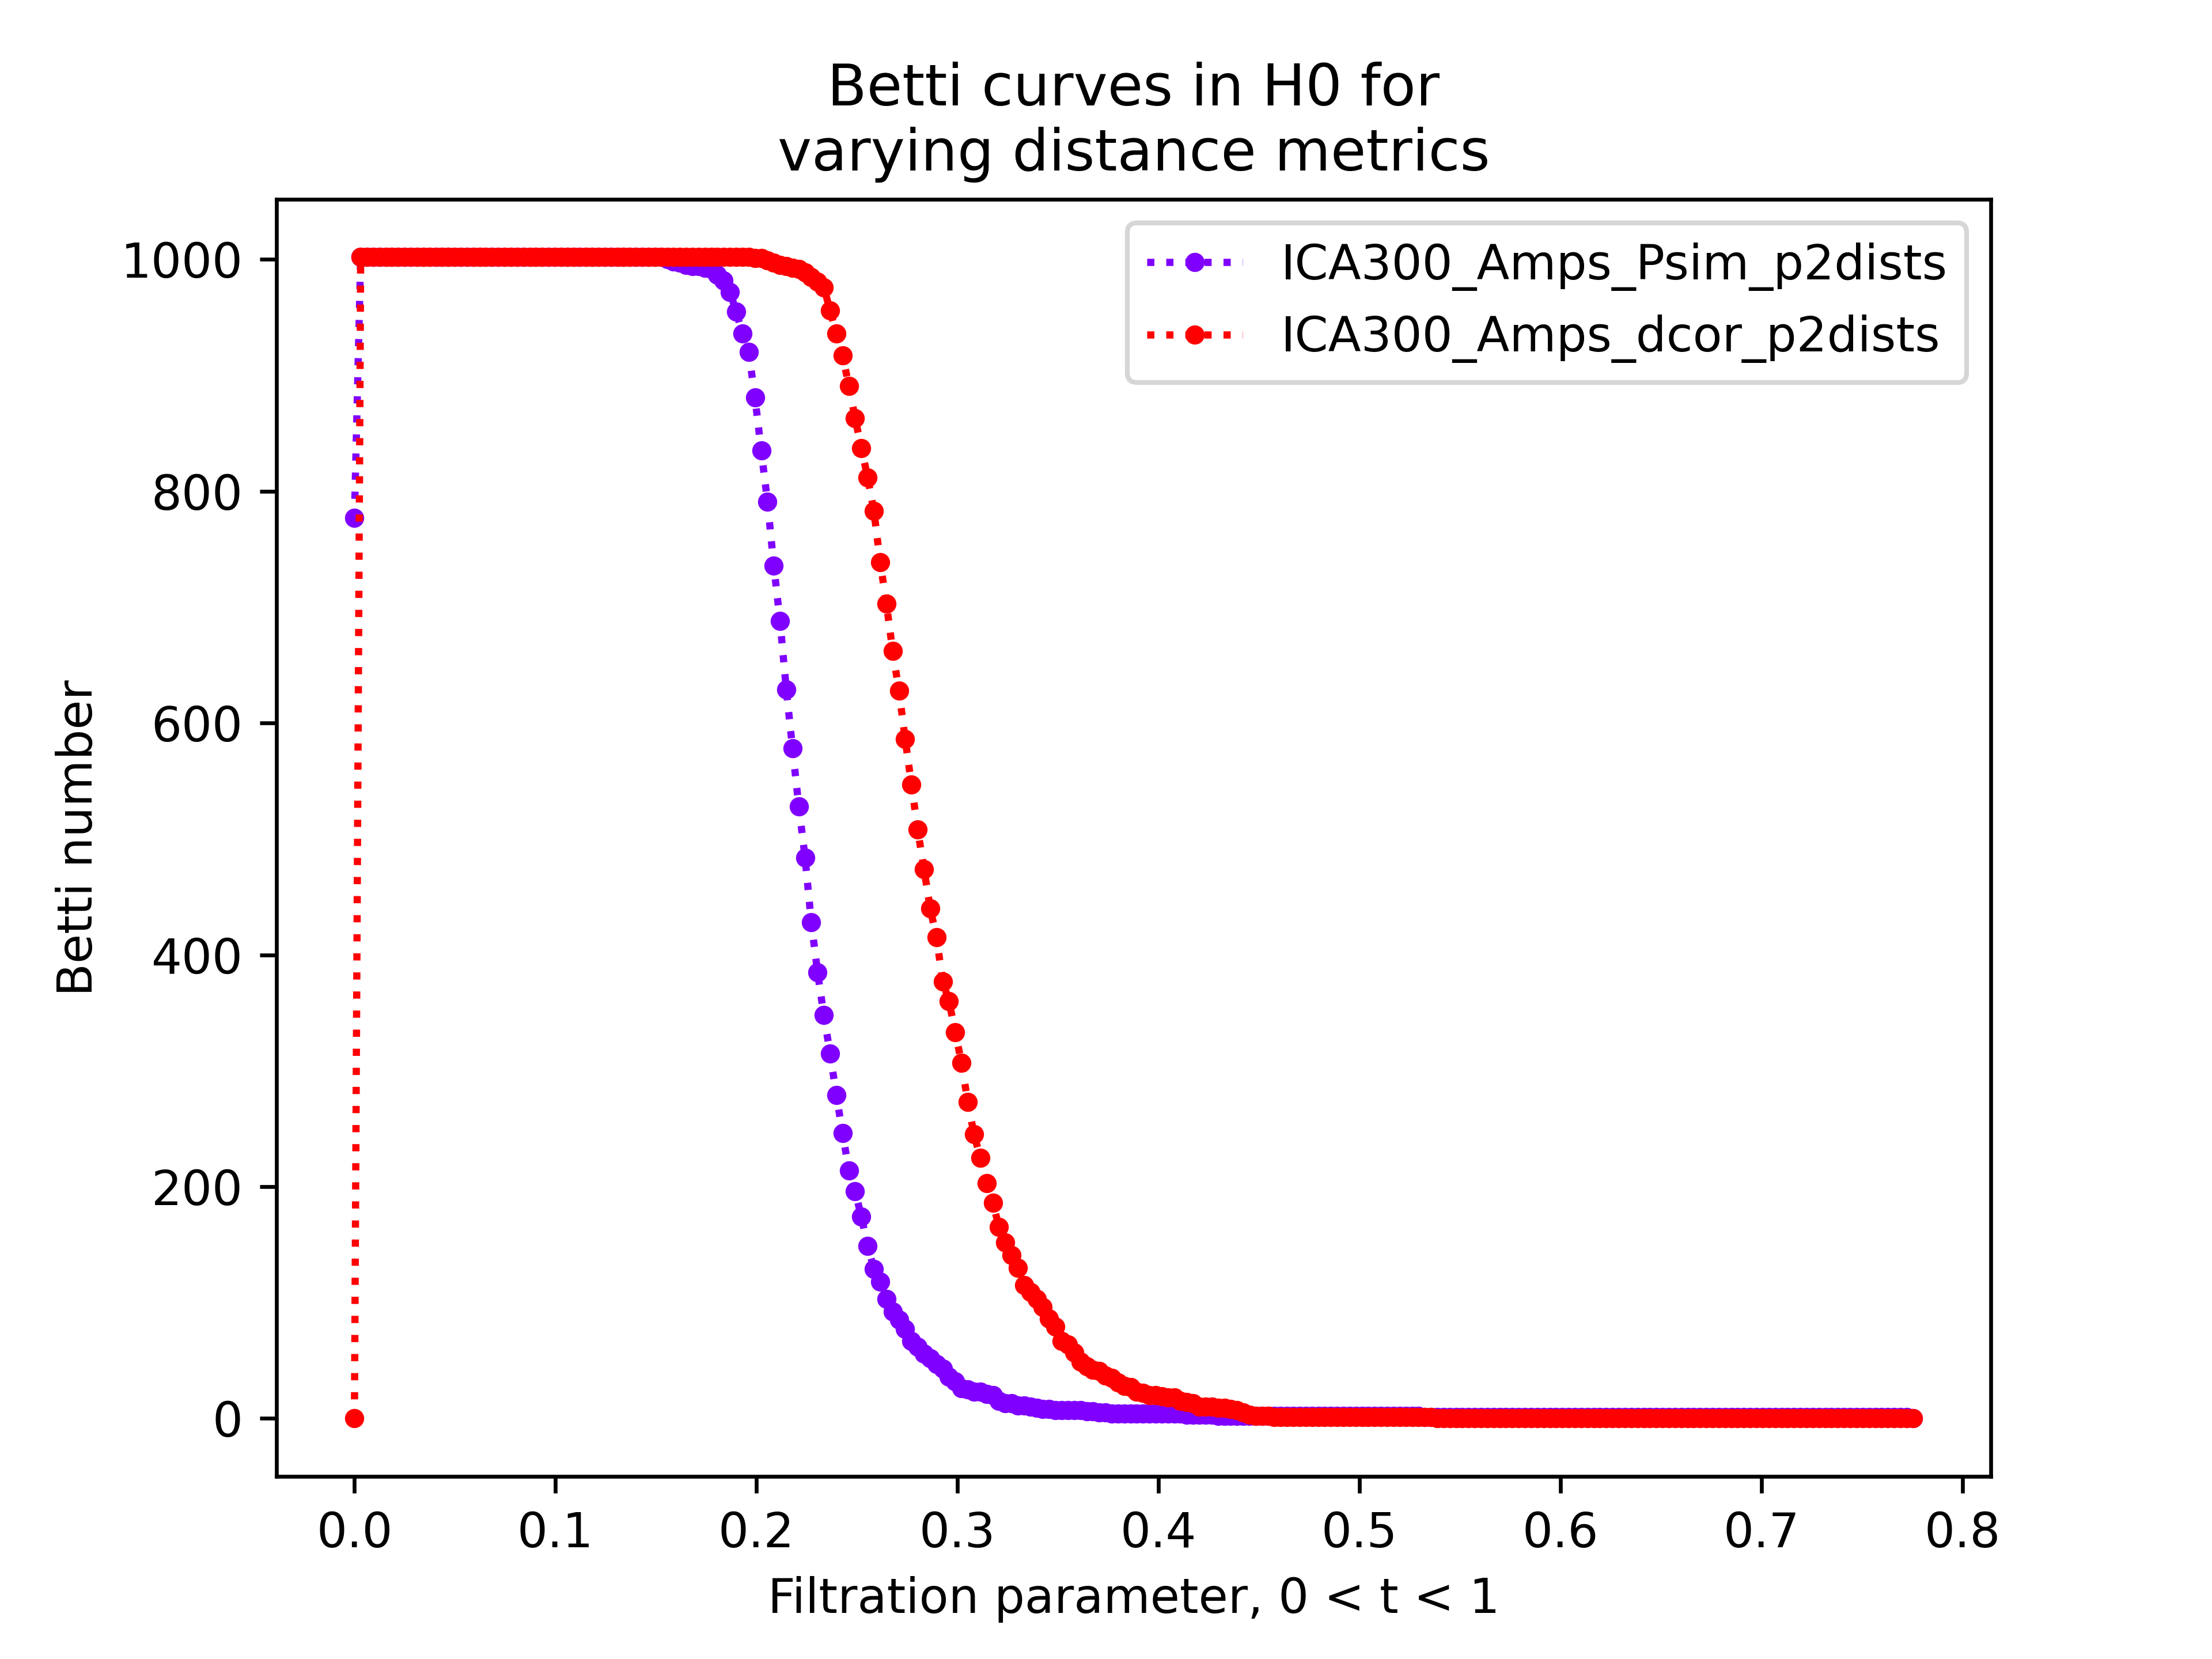 Betti curves in H0 for
varying distance metrics
ICA300_Amps_Psim_p2dists
ICA300_Amps_dcor_p2dists
1000
800
600
400
200
0
Betti number
0.0 0.1 0.2 0.3 0.4 0.5 0.6 0.7 0.8
Filtration parameter, 0 < t < 1